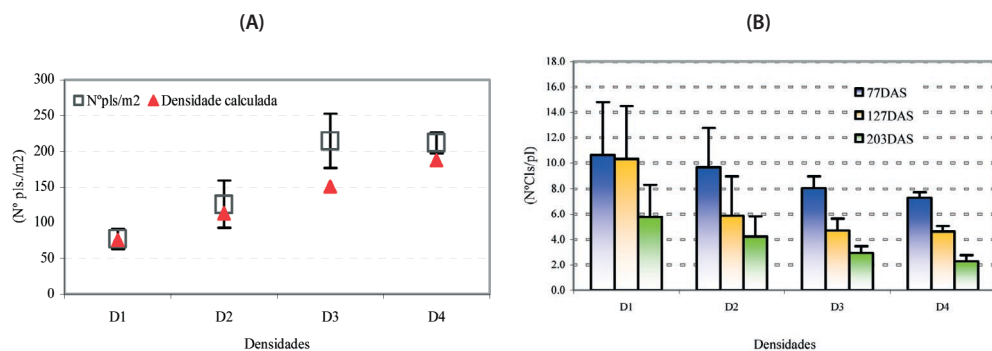 (A)
300
250
200
150
100
50
0
(Nº pls./m2)
Nºpls/m2
Densidade calculada
D1 D2 D3 D4
Densidades
(B)
18.0
16.0
14.0
12.0
10.0
8.0
6.0
4.0
2.0
0.0
(NºCls/pl)
77DAS
127DAS
203DAS
D1 D2 D3 D4
Densidades